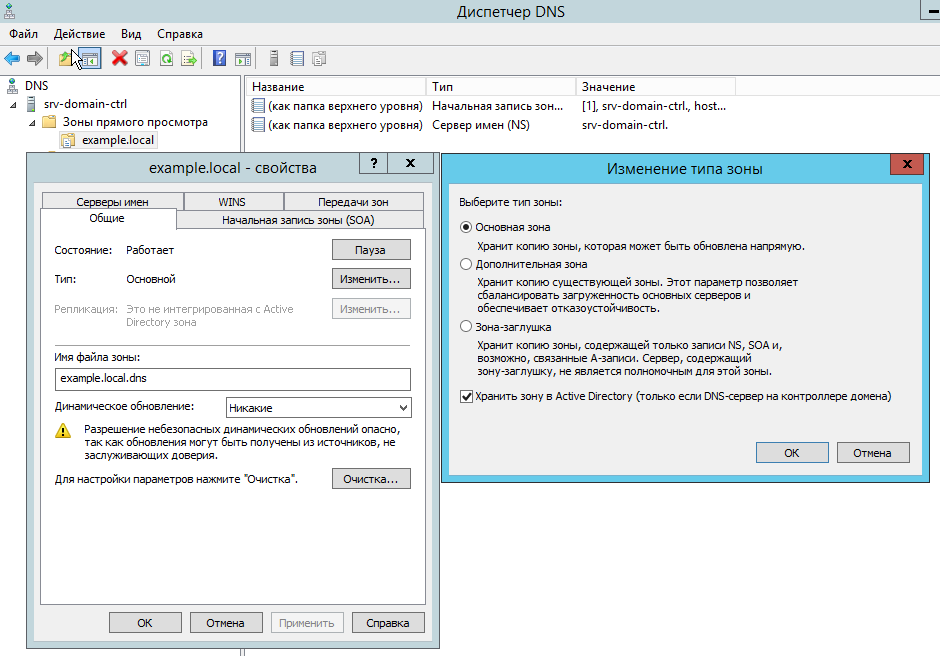 Диспетчер DNS
Файл Действие Вид Справка
DNS
srv-domain-ctrl
Зоны прямого просмотра
example.local
Название Тип Значение
(как папка верхнего уровня) Начальная запись зон... [1], srv-domain-ctrl., host...
(как папка верхнего уровня) Сервер имен (NS) srv-domain-ctrl.
example.local - свойства
Серверы имен WINS Передачи зон
Общие Начальная запись зоны (SOA)
Состояние: Работает Пауза
Тип: Основной Изменить...
Репликация: Это не интегрированная с Active Изменить...
Directory зона
Имя файла зоны:
example.local.dns
Динамическое обновление: Никакие
Разрешение небезопасных динамических обновлений опасно,
так как обновления могут быть получены из источников, не
заслуживающих доверия.
Для настройки параметров нажмите "Очистка". Очистка...
ОК Отмена Применить Справка
Изменение типа зоны
Выберите тип зоны:
Основная зона
Хранит копию зоны, которая может быть обновлена напрямую.
Дополнительная зона
Хранит копию существующей зоны. Этот параметр позволяет
сбалансировать загруженность основных серверов и
обеспечивает отказоустойчивость.
Зона-заглушка
Хранит копию зоны, содержащей только записи NS, SOA и,
возможно, связанные A-записи. Сервер, содержащий
зону-заглушку, не является полномочным для этой зоны.
Хранить зону в Active Directory (только если DNS-сервер на контроллере домена)
ОК Отмена